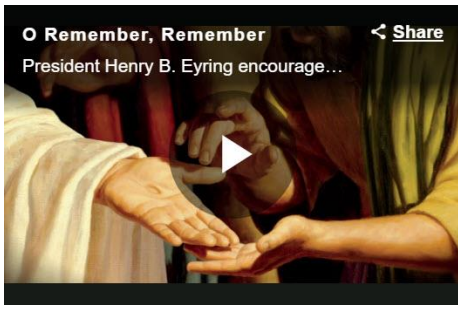 O Remember, Remember
Share
President Henry B. Eyring encourage…